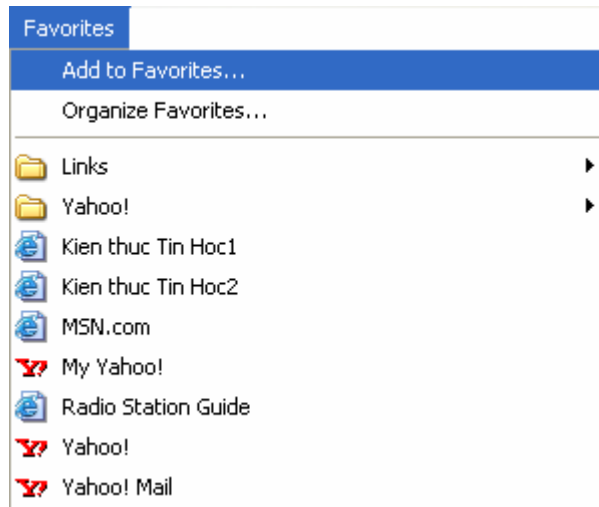 Favorites
Add to Favorites...
Organize Favorites...
Links
Yahoo!
Kien thuc Tin Hoc1
Kien thuc Tin Hoc2
MSN.com
My Yahoo!
Radio Station Guide
Yahoo!
Yahoo! Mail